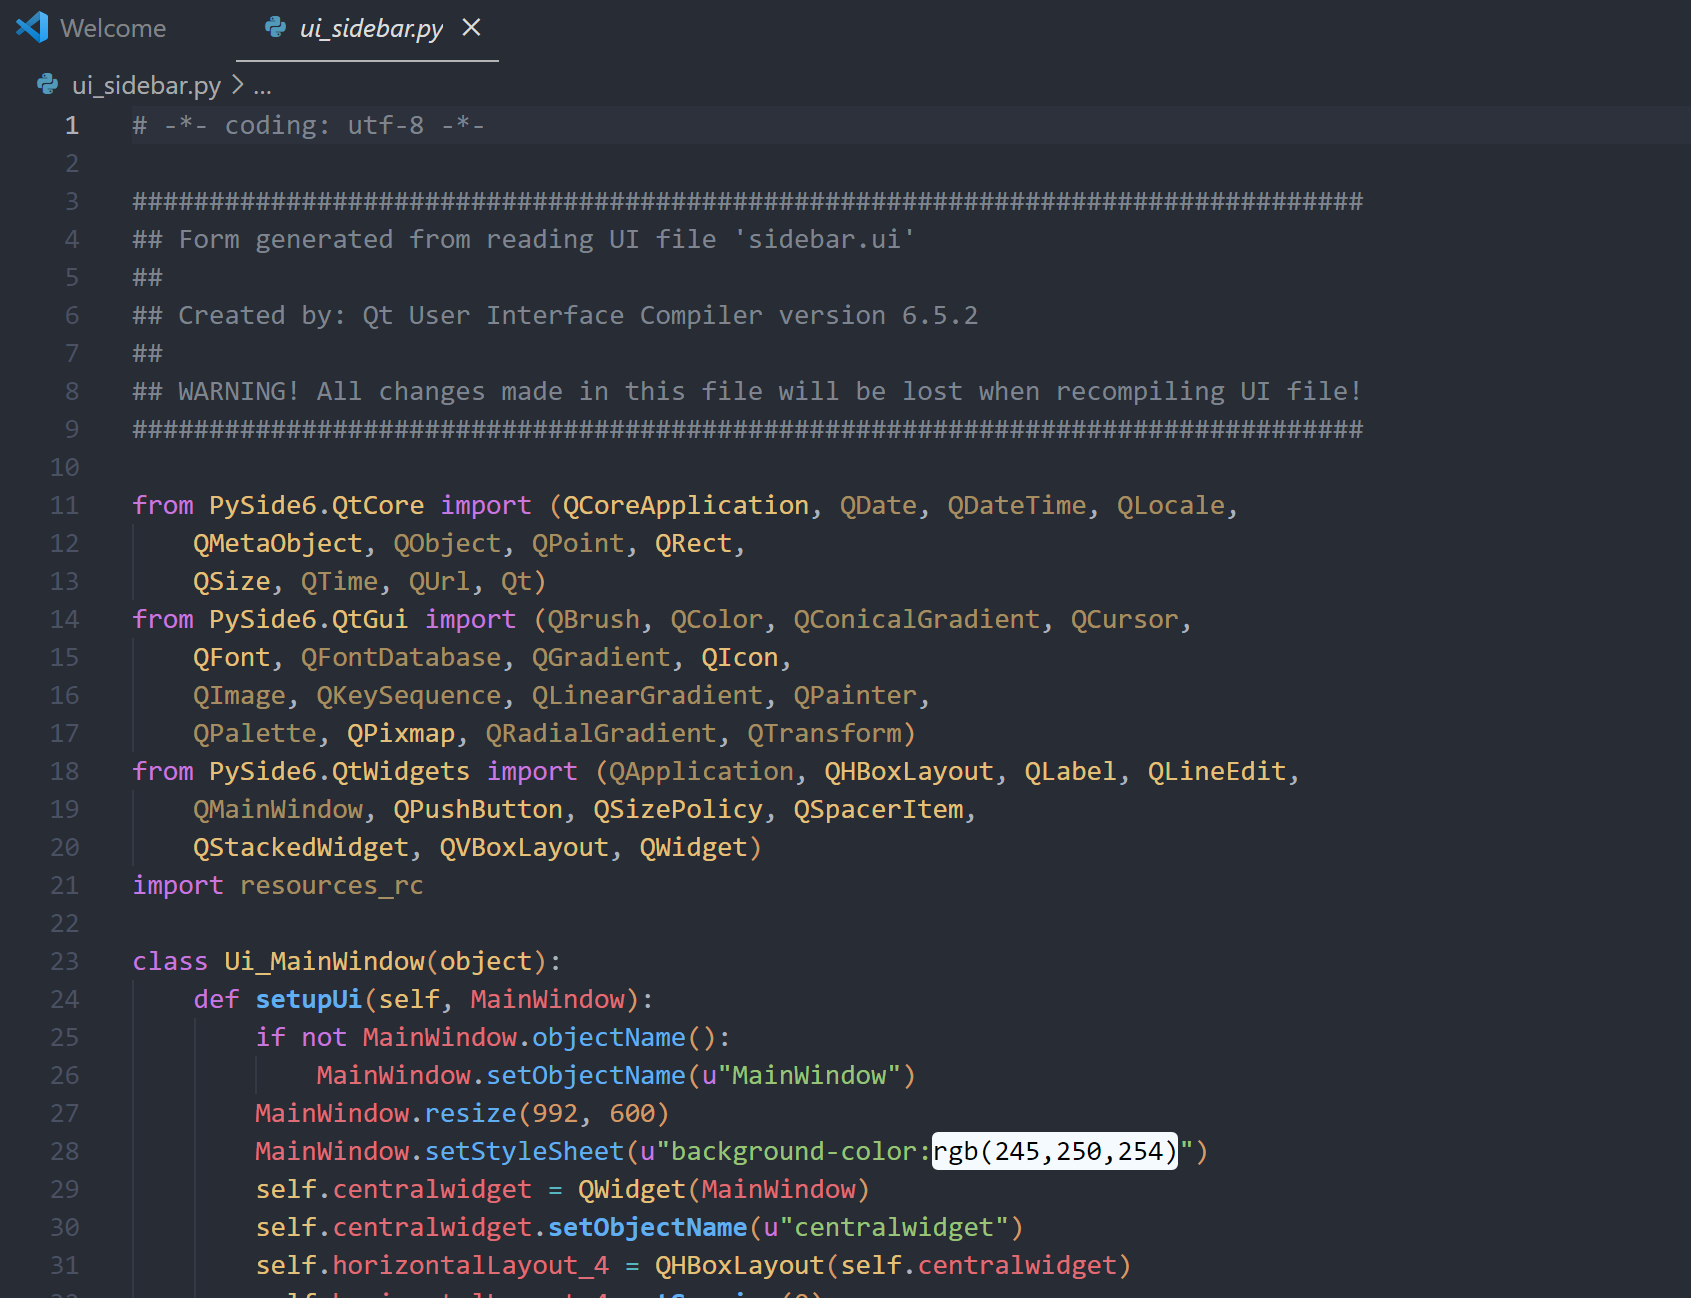 Welcome ui_sidebar.py
ui_sidebar.py > ...
1 # -*- coding: utf-8 -*-
2
3 ################################################################################
4 ## Form generated from reading UI file 'sidebar.ui'
5 ##
6 ## Created by: Qt User Interface Compiler version 6.5.2
7 ##
8 ## WARNING! All changes made in this file will be lost when recompiling UI file!
9 ################################################################################
10
11 from PySide6.QtCore import (QCoreApplication, QDate, QDateTime, QLocale,
12     QMetaObject, QObject, QPoint, QRect,
13     QSize, QTime, QUrl, Qt)
14 from PySide6.QtGui import (QBrush, QColor, QConicalGradient, QCursor,
15     QFont, QFontDatabase, QGradient, QIcon,
16     QImage, QKeySequence, QLinearGradient, QPainter,
17     QPalette, QPixmap, QRadialGradient, QTransform)
18 from PySide6.QtWidgets import (QApplication, QHBoxLayout, QLabel, QLineEdit,
19     QMainWindow, QPushButton, QSizePolicy, QSpacerItem,
20     QStackedWidget, QVBoxLayout, QWidget)
21 import resources_rc
22
23 class Ui_MainWindow(object):
24     def setupUi(self, MainWindow):
25         if not MainWindow.objectName():
26             MainWindow.setObjectName(u"MainWindow")
27         MainWindow.resize(992, 600)
28         MainWindow.setStyleSheet(u"background-color:rgb(245,250,254)")
29         self.centralwidget = QWidget(MainWindow)
30         self.centralwidget.setObjectName(u"centralwidget")
31         self.horizontalLayout_4 = QHBoxLayout(self.centralwidget)